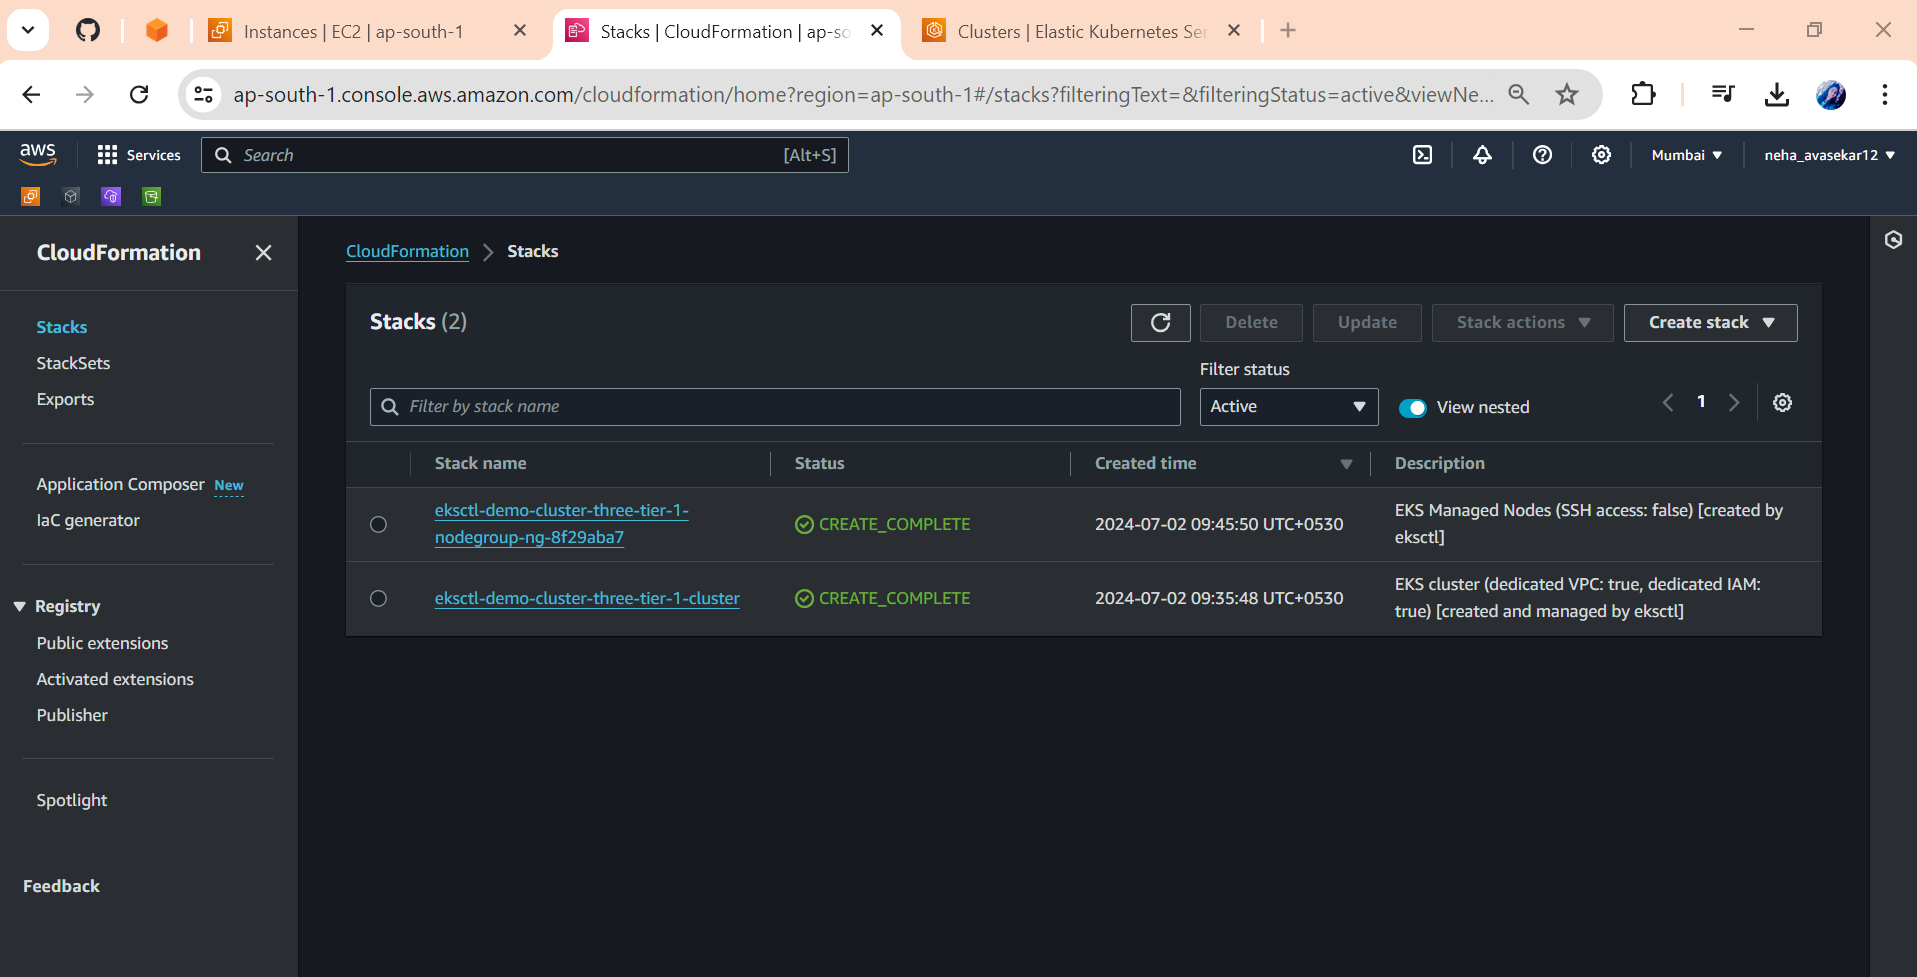 Instances | EC2 | ap-south-1
Stacks | CloudFormation | ap-so
Clusters | Elastic Kubernetes Ser
ap-south-1.console.aws.amazon.com/cloudformation/home?region=ap-south-1#/stacks?filteringText=&filteringStatus=active&viewNe...
aws
Services
Search
[Alt+S]
Mumbai
neha_avasekar12
CloudFormation
Stacks
StackSets
Exports
Application Composer New
IaC generator
Registry
Public extensions
Activated extensions
Publisher
Spotlight
Feedback
CloudFormation
Stacks
Stacks (2)
Delete
Update
Stack actions
Create stack
Filter by stack name
Filter status
Active
View nested
1
Stack name
Status
Created time
Description
eksctl-demo-cluster-three-tier-1-
nodegroup-ng-8f29aba7
CREATE_COMPLETE
2024-07-02 09:45:50 UTC+0530
EKS Managed Nodes (SSH access: false) [created by
eksctl]
eksctl-demo-cluster-three-tier-1-cluster
CREATE_COMPLETE
2024-07-02 09:35:48 UTC+0530
EKS cluster (dedicated VPC: true, dedicated IAM:
true) [created and managed by eksctl]